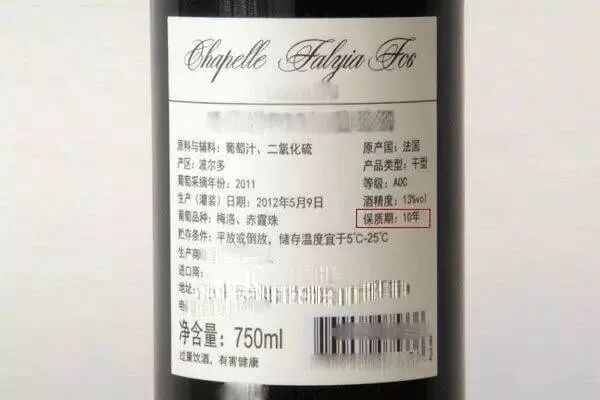 Chapelle Falyia Fos
原料与辅料：葡萄汁、二氧化硫 原产国：法国
产区：波尔多 产品类型：干型
葡萄采摘年份：2011 等级：AOC
生产(灌装)日期：2012年5月9日 酒精度：13%vol
葡萄品种：梅洛、赤霞珠 保质期：10年
贮存条件：平放或倒放，储存温度宜于5℃-25℃
生产商
进口商：
地址：
电
净含量：750ml
过量饮酒，有害健康